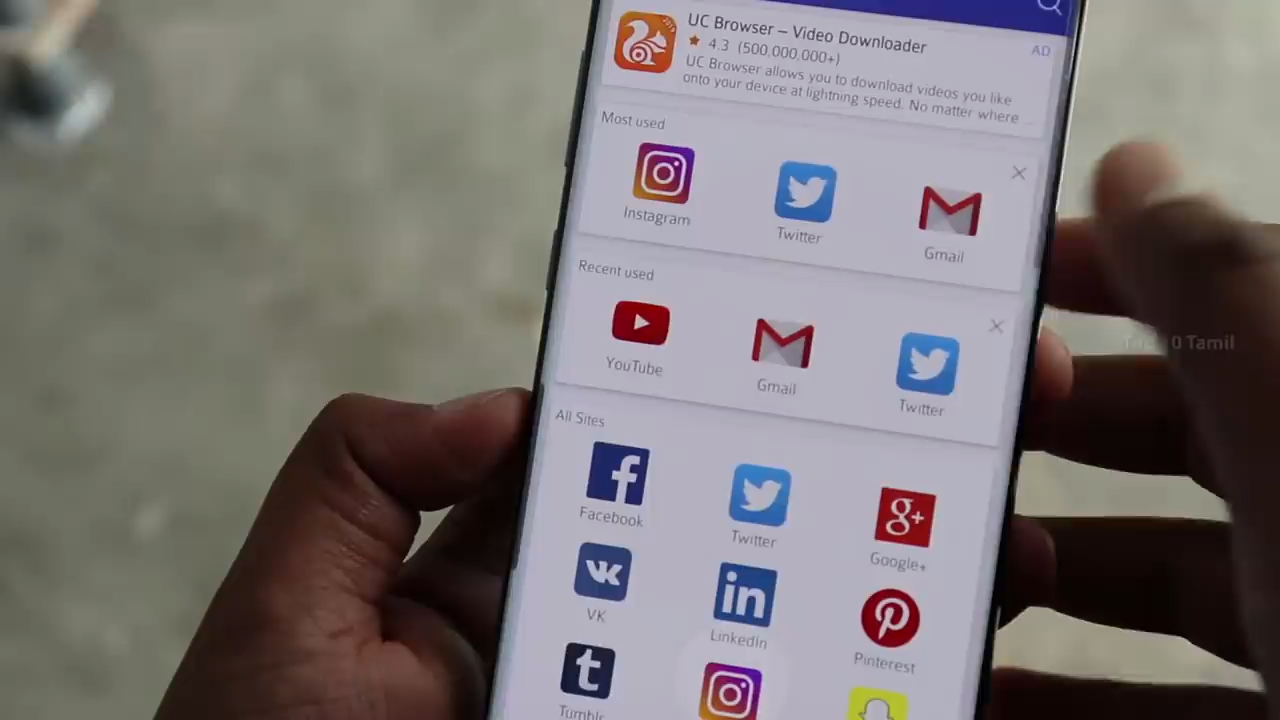 UC Browser – Video Downloader
AD
4.3 (500,000,000+)
UC Browser allows you to download videos you like
onto your device at lightning speed. No matter where
Most used
Instagram
Twitter
Gmail
Recent used
YouTube
Gmail
Twitter
All Sites
Facebook
Twitter
Google+
VK
LinkedIn
Pinterest
Tumblr
Tamil